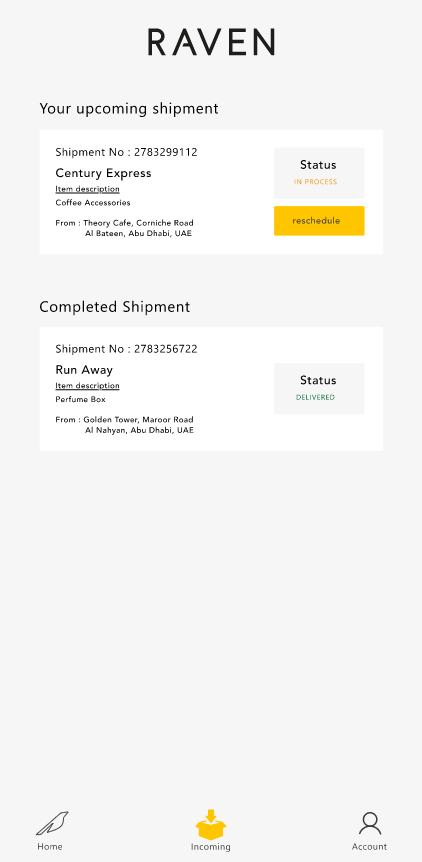 RAVEN
Your upcoming shipment
Shipment No : 2783299112
Century Express
Item description
Coffee Accessories
From : Theory Cafe, Corniche Road
Al Bateen, Abu Dhabi, UAE
Status
IN PROCESS
reschedule
Completed Shipment
Shipment No : 2783256722
Run Away
Item description
Perfume Box
From : Golden Tower, Maroor Road
Al Nahyan, Abu Dhabi, UAE
Status
DELIVERED
Home
Incoming
Account